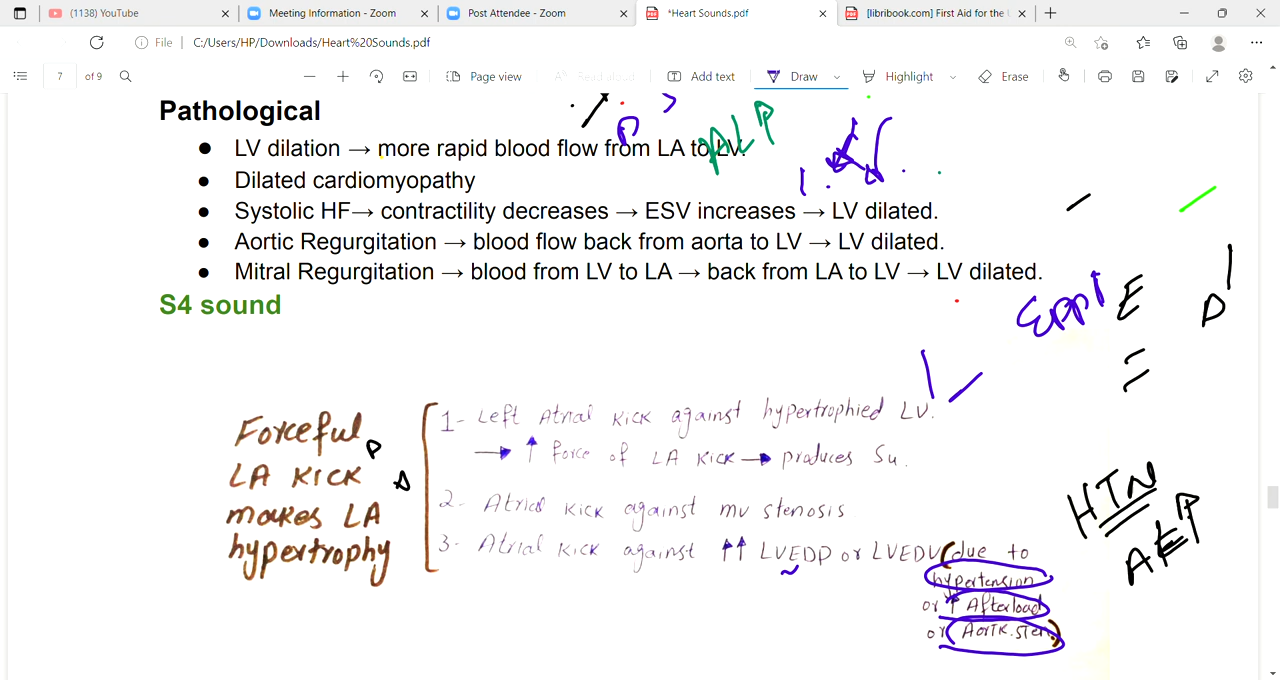 (1138) YouTube
Meeting Information - Zoom
Post Attendee - Zoom
*Heart Sounds.pdf
[libribook.com] First Aid for the
File C:/Users/HP/Downloads/Heart%20Sounds.pdf
7 of 9
Page view
Read aloud
Add text
Draw
Highlight
Erase
Pathological
● LV dilation → more rapid blood flow from LA to LV.
● Dilated cardiomyopathy
● Systolic HF→ contractility decreases → ESV increases → LV dilated.
● Aortic Regurgitation → blood flow back from aorta to LV → LV dilated.
● Mitral Regurgitation → blood from LV to LA → back from LA to LV → LV dilated.
S4 sound
Forceful
LA KICK
makes LA
hypertrophy
1- Left Atrial Kick against hypertrophied LV.
→ ↑ force of LA Kick → produces S4.
2- Atrial Kick against mv stenosis
3- Atrial Kick against ↑↑ LVEDP or LVEDV (due to
hypertension
or ↑ Afterload
or Aortic.sten)
HTN